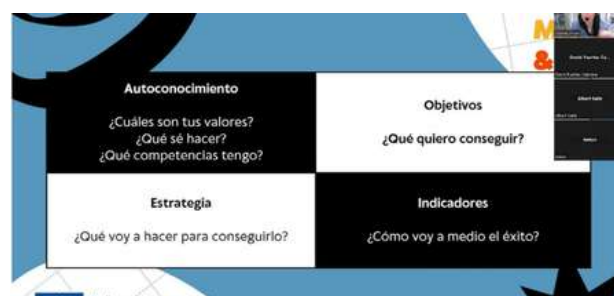 M
&
Autoconocimiento
¿Cuáles son tus valores?
¿Qué sé hacer?
¿Qué competencias tengo?
Objetivos
¿Qué quiero conseguir?
Estrategia
¿Qué voy a hacer para conseguirlo?
Indicadores
¿Cómo voy a medio el éxito?